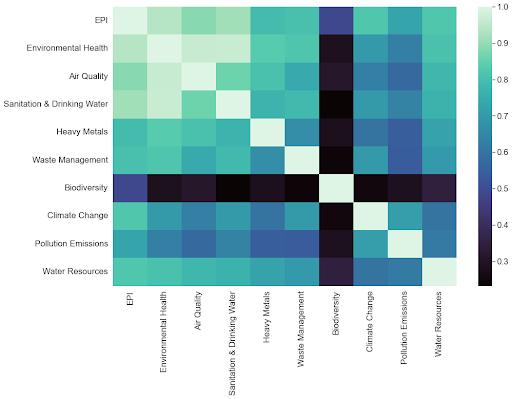 EPI
Environmental Health
Air Quality
Sanitation & Drinking Water
Heavy Metals
Waste Management
Biodiversity
Climate Change
Pollution Emissions
Water Resources
EPI
Environmental Health
Air Quality
Sanitation & Drinking Water
Heavy Metals
Waste Management
Biodiversity
Climate Change
Pollution Emissions
Water Resources
1.0
0.9
0.8
0.7
0.6
0.5
0.4
0.3